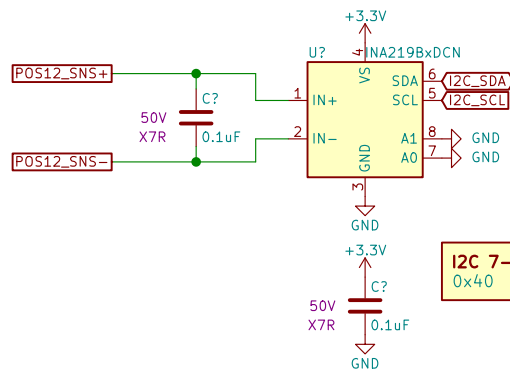 +3.3V
U?
INA219BxDCN
4
VS
POS12_SNS+
SDA
6
I2C_SDA
C?
1
IN+
SCL
5
I2C_SCL
50V
X7R
0.1uF
2
IN-
A1
8
GND
POS12_SNS-
GND
A0
7
GND
3
GND
+3.3V
I2C 7-
0x40
C?
50V
X7R
0.1uF
GND